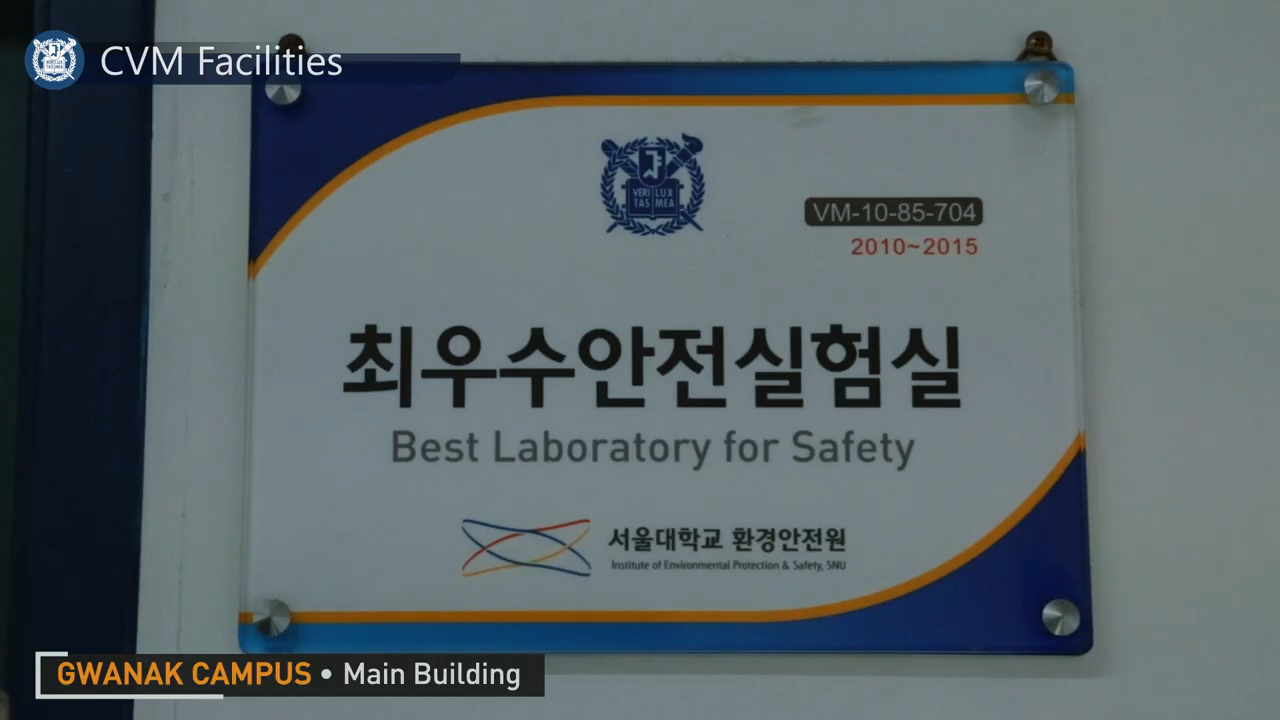 CVM Facilities
VERI LUX
TAS MEA
VM-10-85-704
2010~2015
최우수안전실험실
Best Laboratory for Safety
서울대학교 환경안전원
Institute of Environmental Protection & Safety, SNU
GWANAK CAMPUS • Main Building